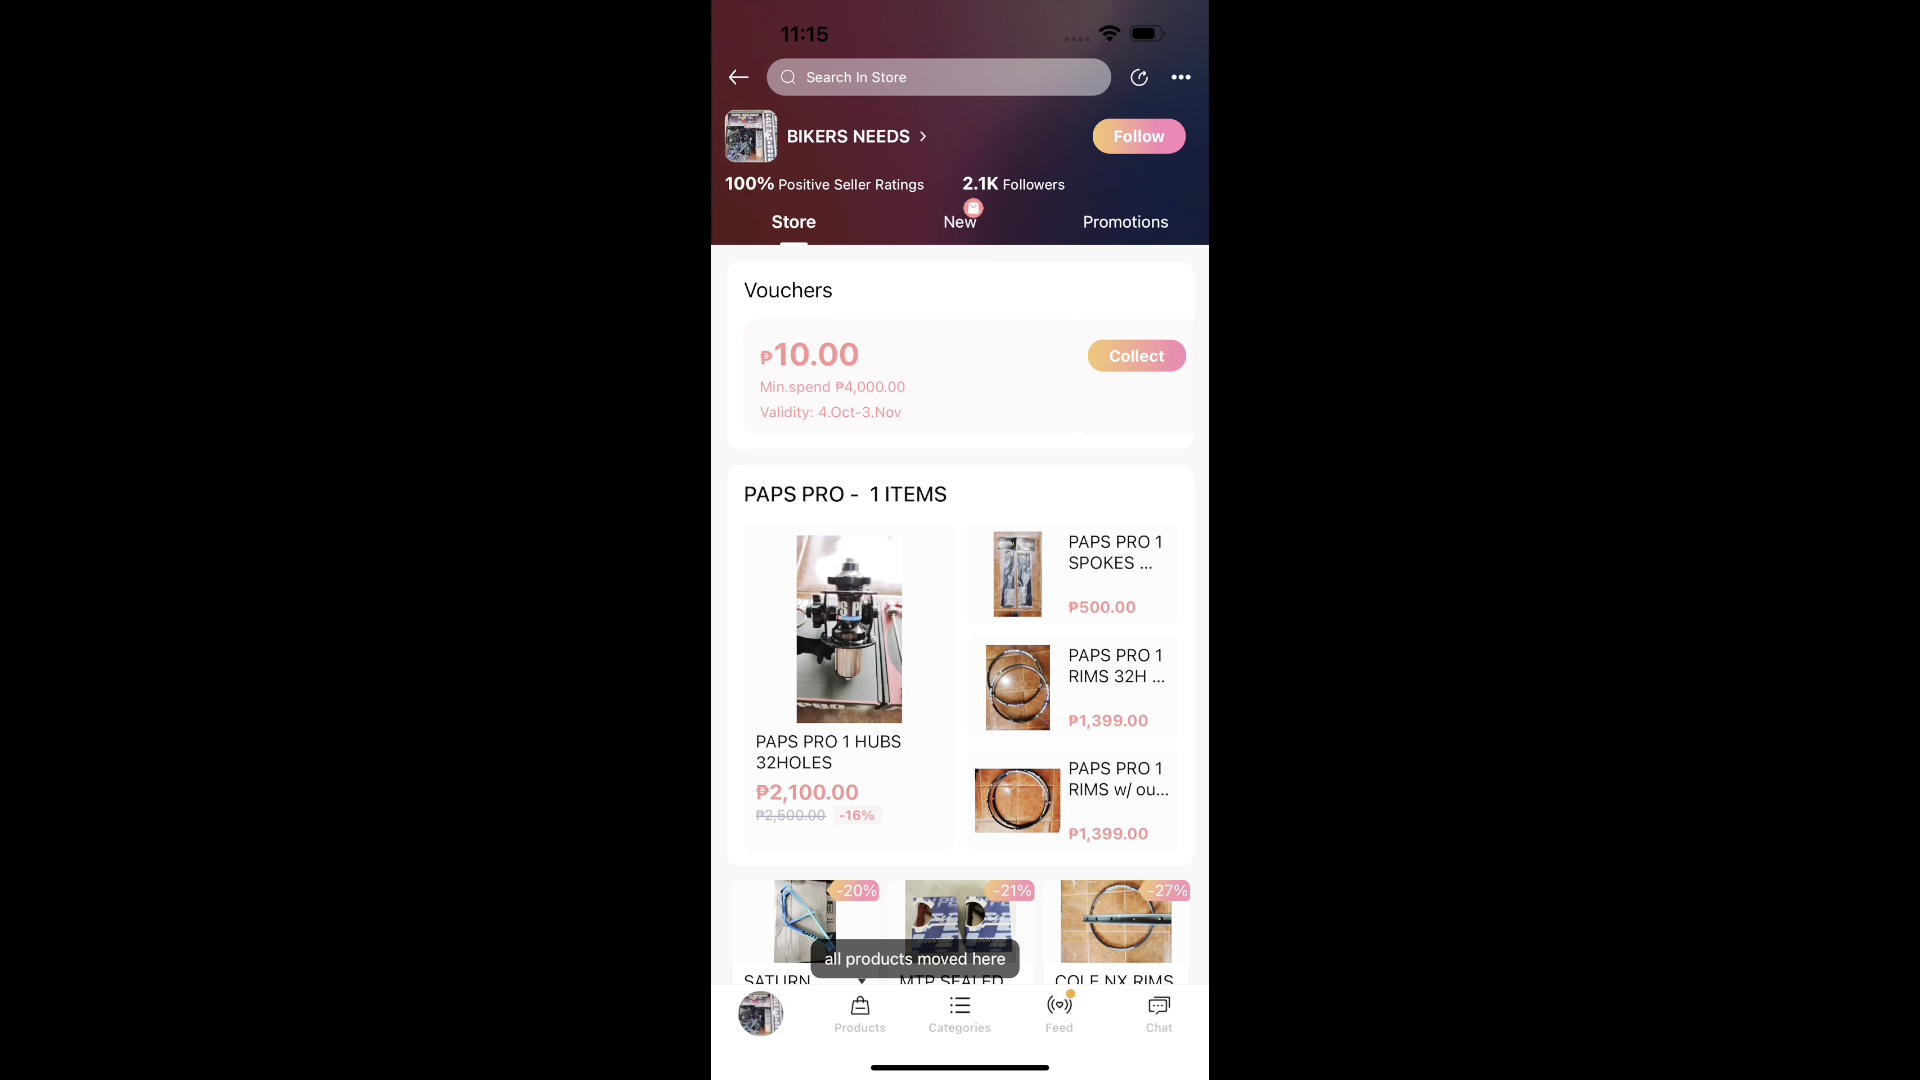 11:15
Search In Store
BIKERS NEEDS
Follow
100% Positive Seller Ratings
2.1K Followers
Store
New
Promotions
Vouchers
₱10.00
Min.spend ₱4,000.00
Validity: 4.Oct-3.Nov
Collect
PAPS PRO - 1 ITEMS
PAPS PRO 1 HUBS
32HOLES
₱2,100.00
₱2,500.00 -16%
PAPS PRO 1
SPOKES ...
₱500.00
PAPS PRO 1
RIMS 32H ...
₱1,399.00
PAPS PRO 1
RIMS w/ ou...
₱1,399.00
-20%
-21%
-27%
all products moved here
SATURN
MTP SEALED
COLE NX RIMS
Products
Categories
Feed
Chat